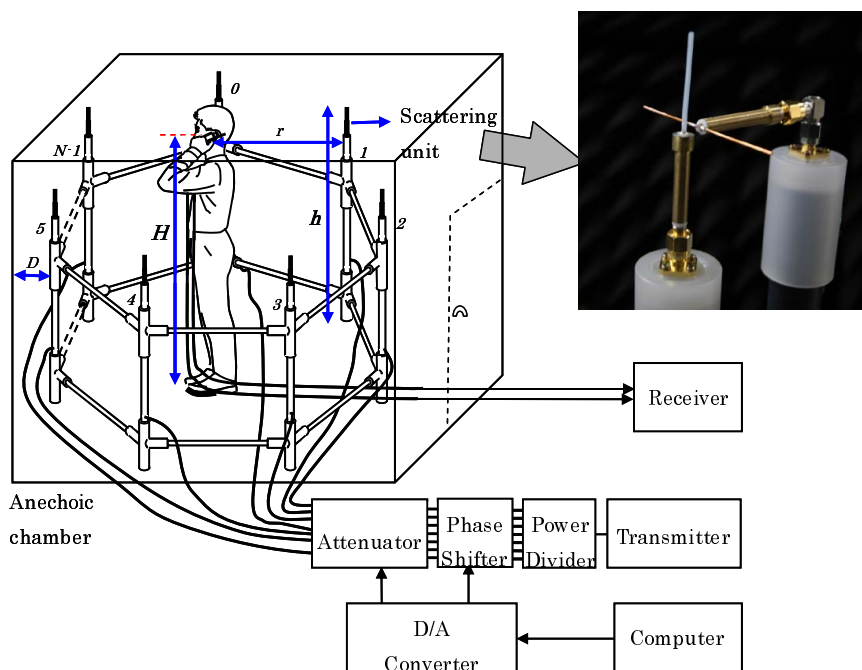 0
r
Scattering
unit
N-1
1
5
H
h
2
D
4
3
Receiver
Anechoic
chamber
Attenuator
Phase
Shifter
Power
Divider
Transmitter
D/A
Converter
Computer